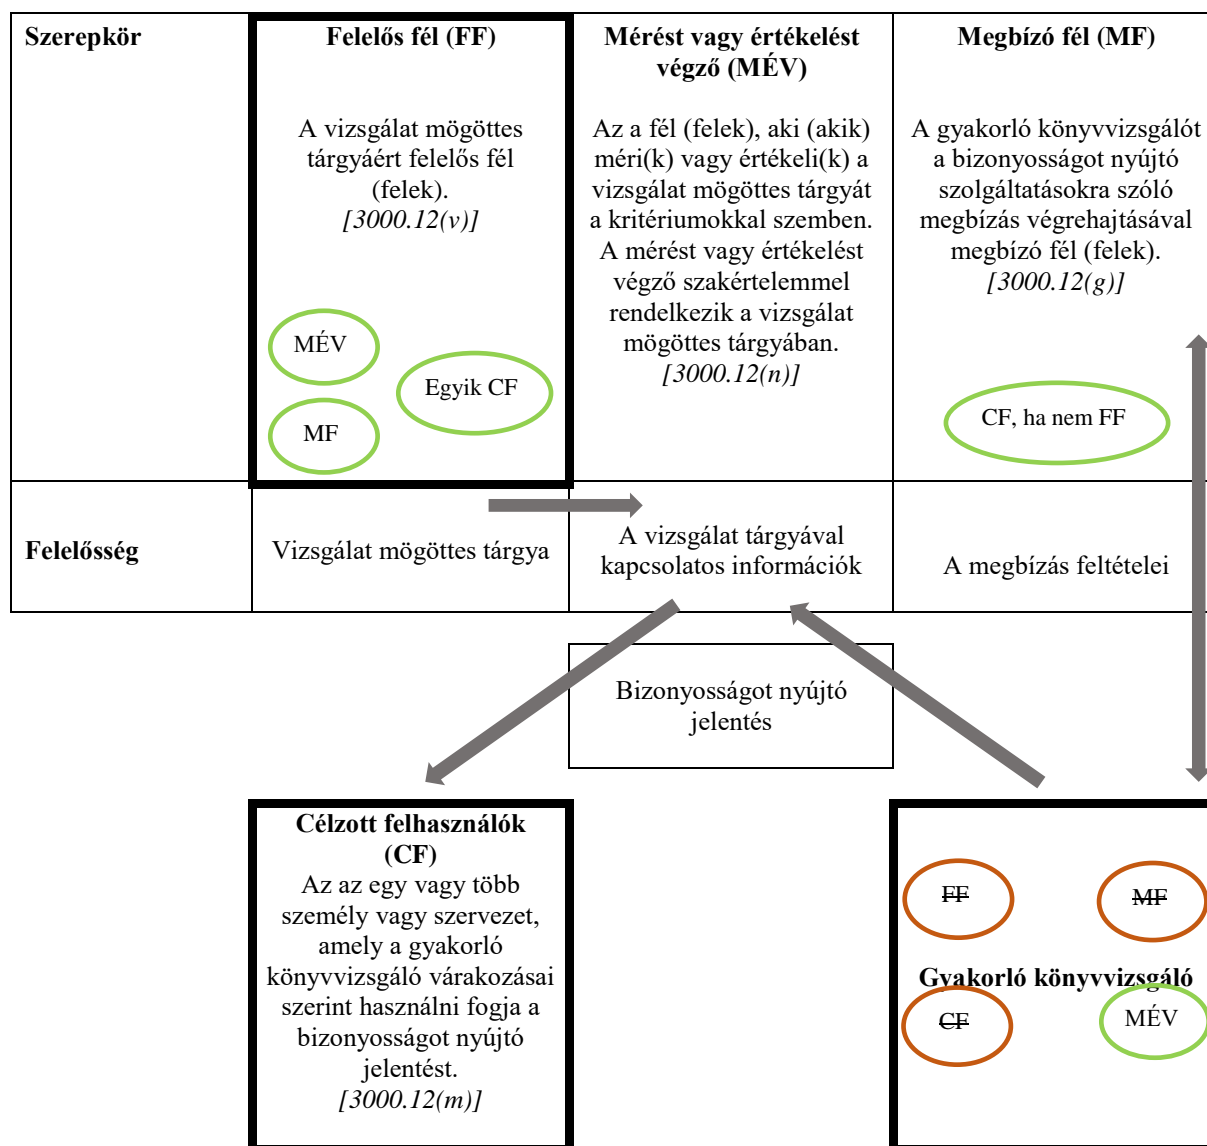 Szerepkör
Felelős fél (FF)
A vizsgálat mögöttes
tárgyáért felelős fél
(felek).
[3000.12(v)]
MÉV
Egyik CF
MF
Mérést vagy értékelést
végző (MÉV)
Az a fél (felek), aki (akik)
méri(k) vagy értékeli(k) a
vizsgálat mögöttes tárgyát
a kritériumokkal szemben.
A mérést vagy értékelést
végző szakértelemmel
rendelkezik a vizsgálat
mögöttes tárgyában.
[3000.12(n)]
Megbízó fél (MF)
A gyakorló könyvvizsgálót
a bizonyosságot nyújtó
szolgáltatásokra szóló
megbízás végrehajtásával
megbízó fél (felek).
[3000.12(g)]
CF, ha nem FF
Felelősség
Vizsgálat mögöttes tárgya
A vizsgálat tárgyával
kapcsolatos információk
A megbízás feltételei
Bizonyosságot nyújtó
jelentés
Célzott felhasználók
(CF)
Az az egy vagy több
személy vagy szervezet,
amely a gyakorló
könyvvizsgáló várakozásai
szerint használni fogja a
bizonyosságot nyújtó
jelentést.
[3000.12(m)]
FF
MF
Gyakorló könyvvizsgáló
CF
MÉV